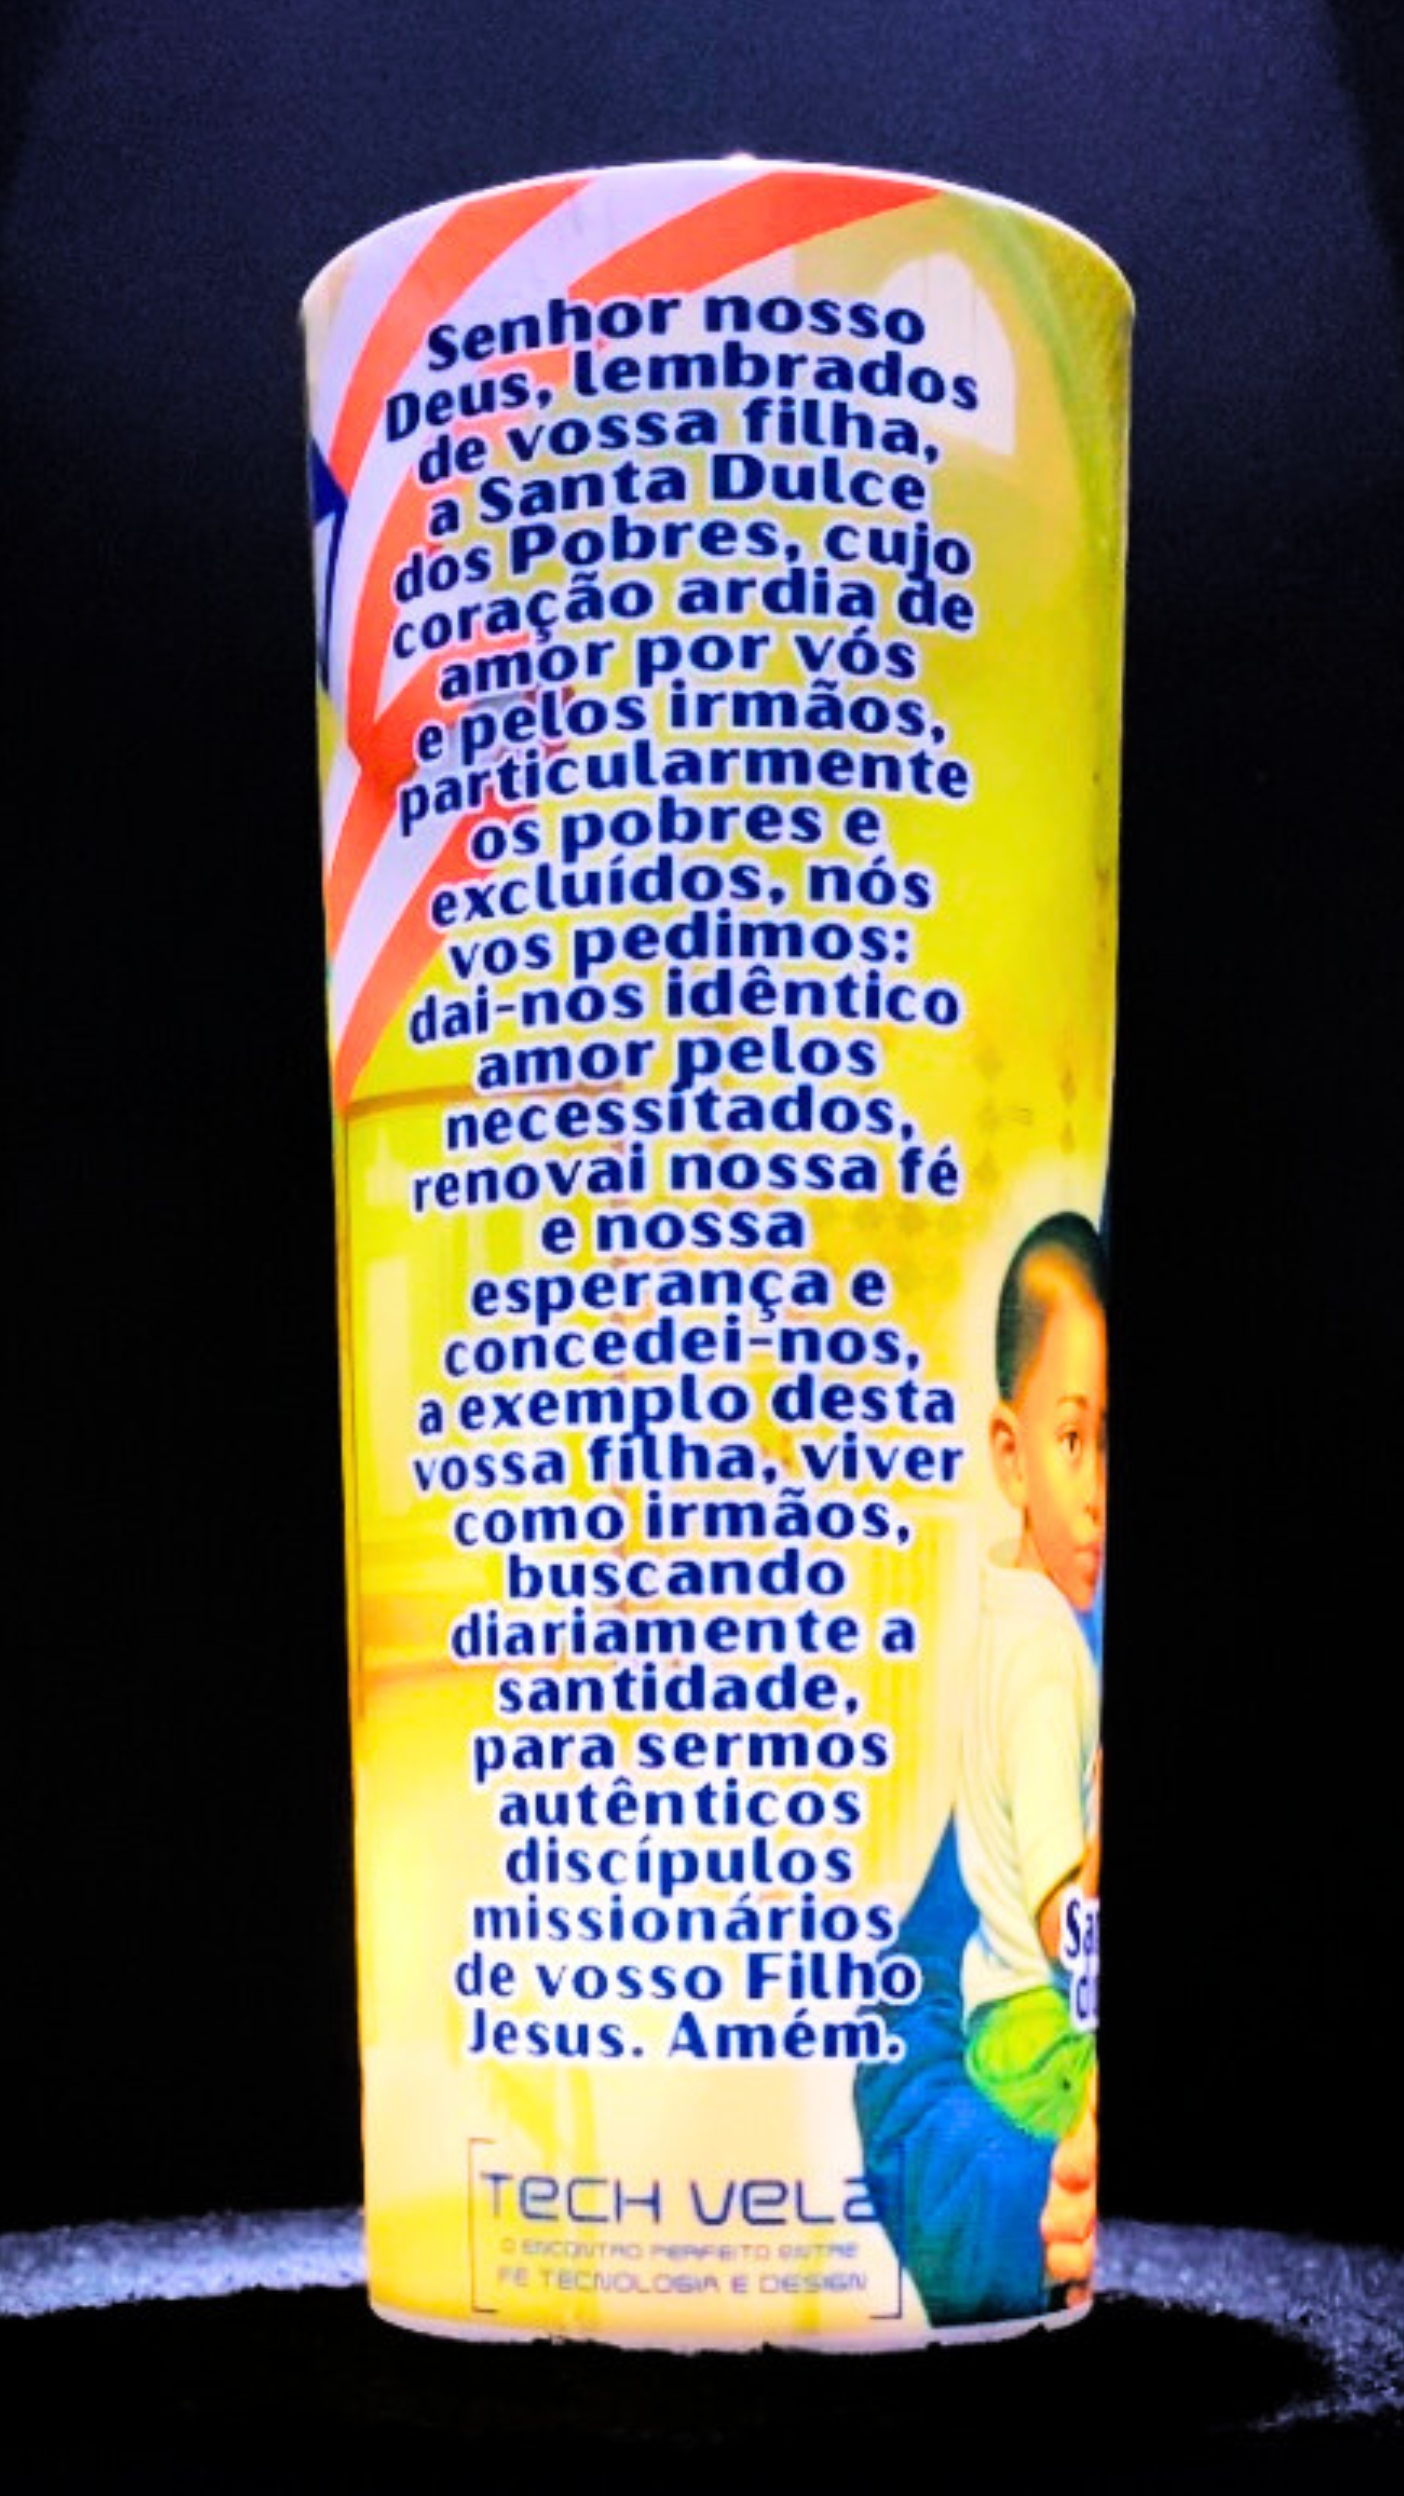 Senhor nosso
Deus, lembrados
de vossa filha,
a Santa Dulce
dos Pobres, cujo
coração ardia de
amor por vós
e pelos irmãos,
particularmente
os pobres e
excluídos, nós
vos pedimos:
dai-nos idêntico
amor pelos
necessitados,
renovai nossa fé
e nossa
esperança e
concedei-nos,
a exemplo desta
vossa filha, viver
como irmãos,
buscando
diariamente a
santidade,
para sermos
autênticos
discípulos
missionários
de vosso Filho
Jesus. Amém.
TECH VELA
O ENCONTRO PERFEITO ENTRE
FE TECNOLOGIA E DESIGN